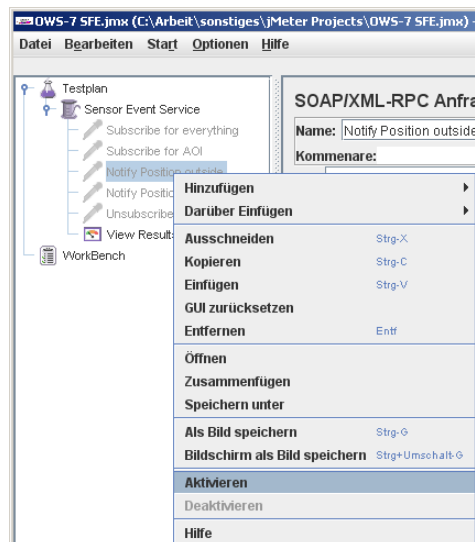 OWS-7 SFE.jmx (C:\Arbeit\sonstiges\jMeter Projects\OWS-7 SFE.jmx) -
Datei Bearbeiten Start Optionen Hilfe
Testplan
Sensor Event Service
Subscribe for everything
Subscribe for AOI
Notify Position outside
Notify Positio
Unsubscribe
View Results
WorkBench
SOAP/XML-RPC Anfra
Name: Notify Position outside
Kommenare:
Hinzufügen
Darüber Einfügen
Ausschneiden Strg-X
Kopieren Strg-C
Einfügen Strg-V
GUI zurücksetzen
Entfernen Entf
Öffnen
Zusammenfügen
Speichern unter
Als Bild speichern Strg-G
Bildschirm als Bild speichern Strg+Umschalt-G
Aktivieren
Deaktivieren
Hilfe